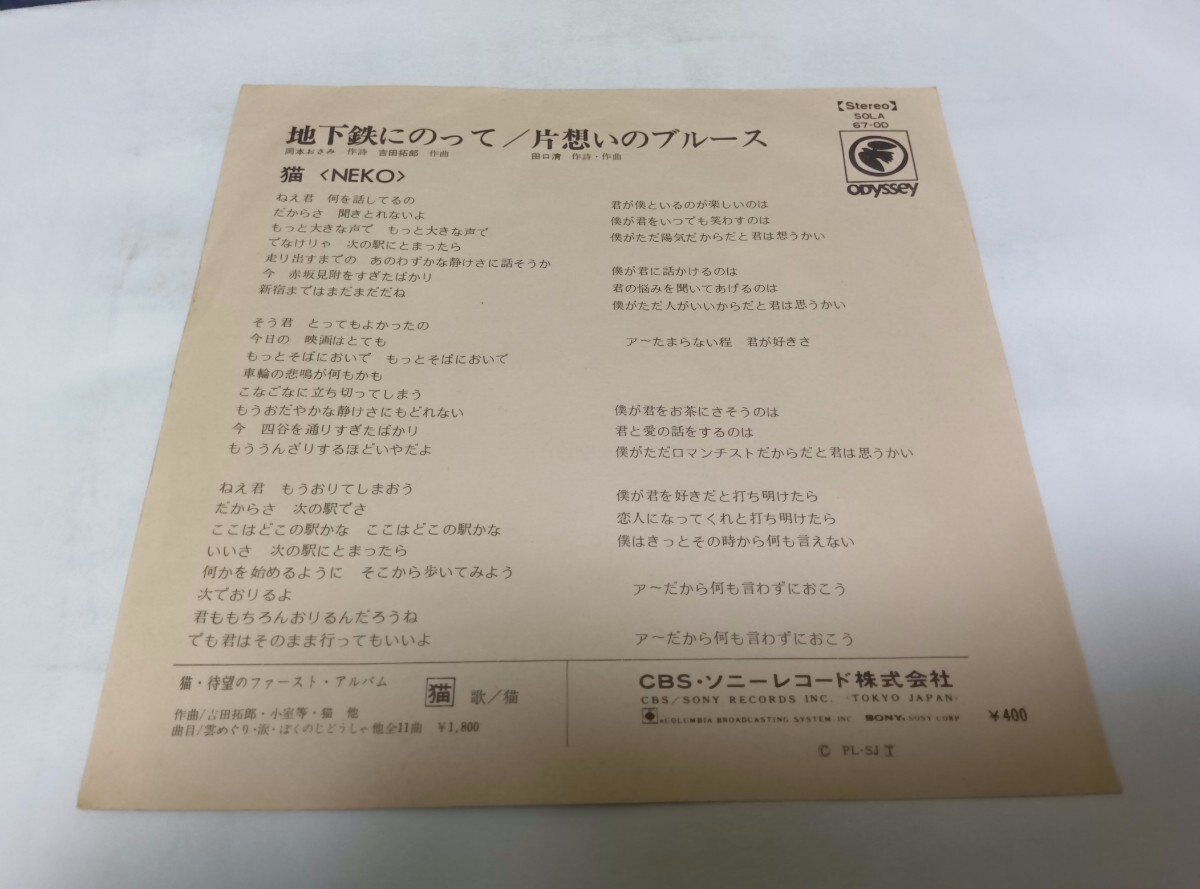 【Stereo】
SOLA
67-OD
ODYSSEY
地下鉄にのって／片想いのブルース
岡本おさみ 作詩 吉田拓郎 作曲
田口清 作詩・作曲
猫 〈NEKO〉
ねえ君 何を話してるの
だからさ 聞きとれないよ
もっと大きな声で もっと大きな声で
でなけりゃ 次の駅にとまったら
走り出すまでの あのわずかな静けさに話そうか
今 赤坂見附をすぎたばかり
新宿まではまだまだだね
そう君 とってもよかったの
今日の 映画はとても
もっとそばにおいで もっとそばにおいで
車輪の悲鳴が何もかも
こなごなに立ち切ってしまう
もうおだやかな静けさにもどれない
今 四谷を通りすぎたばかり
もううんざりするほどいやだよ
ねえ君 もうおりてしまおう
だからさ 次の駅でさ
ここはどこの駅かな ここはどこの駅かな
いいさ 次の駅にとまったら
何かを始めるように そこから歩いてみよう
次でおりるよ
君ももちろんおりるんだろうね
でも君はそのまま行ってもいいよ
君が僕といるのが楽しいのは
僕が君をいつでも笑わすのは
僕がただ陽気だからだと君は想うかい
僕が君に話かけるのは
君の悩みを聞いてあげるのは
僕がただ人がいいからだと君は思うかい
ア〜たまらない程 君が好きさ
僕が君をお茶にさそうのは
君と愛の話をするのは
僕がただロマンチストだからだと君は思うかい
僕が君を好きだと打ち明けたら
恋人になってくれと打ち明けたら
僕はきっとその時から何も言えない
ア〜だから何も言わずにおこう
ア〜だから何も言わずにおこう
猫・待望のファースト・アルバム
猫 歌／猫
作曲/吉田拓郎・小室等・猫 他
曲目/雲めぐり・涙・ぼくのじどうしゃ 他全11曲 ￥1,800
CBS・ソニーレコード株式会社
CBS/SONY RECORDS INC. (TOKYO JAPAN)
COLUMBIA BROADCASTING SYSTEM INC SONY, SONY CORP
￥400
Ⓒ PL-SJ T